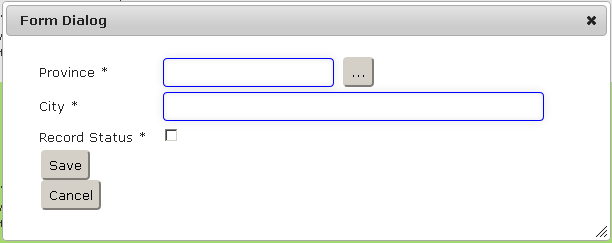 Form Dialog
Province *
...
City *
Record Status *
Save
Cancel